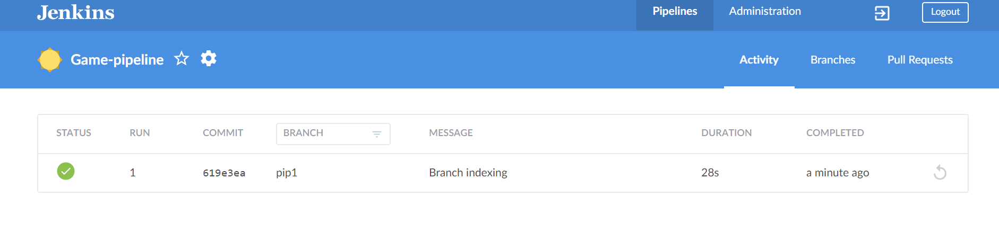 Jenkins Pipelines Administration Logout
Game-pipeline Activity Branches Pull Requests
STATUS RUN COMMIT BRANCH MESSAGE DURATION COMPLETED
1 619e3ea pip1 Branch indexing 28s a minute ago